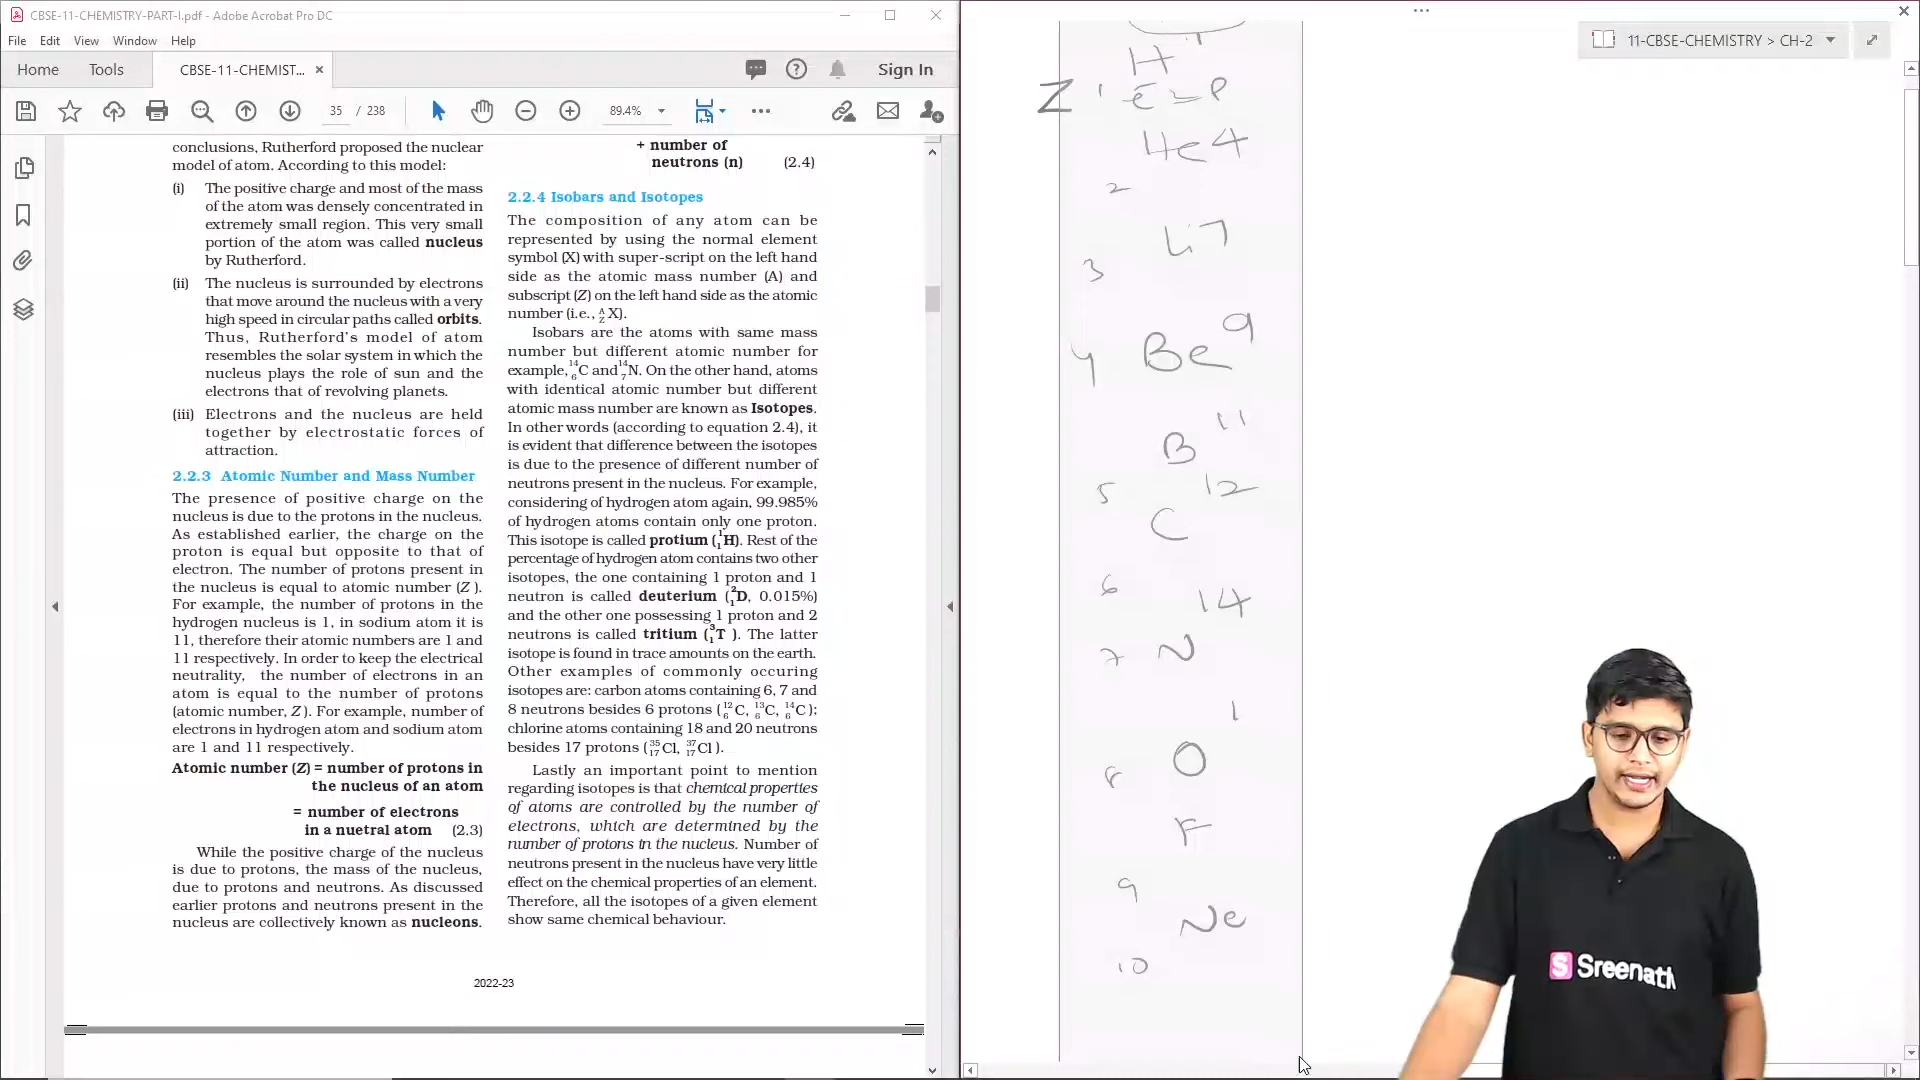 CBSE-11-CHEMISTRY-PART-I.pdf - Adobe Acrobat Pro DC
File Edit View Window Help
Home Tools CBSE-11-CHEMIST... × Sign In
35 / 238 89.4%
conclusions, Rutherford proposed the nuclear
model of atom. According to this model:
(i) The positive charge and most of the mass
of the atom was densely concentrated in
extremely small region. This very small
portion of the atom was called nucleus
by Rutherford.
(ii) The nucleus is surrounded by electrons
that move around the nucleus with a very
high speed in circular paths called orbits.
Thus, Rutherford's model of atom
resembles the solar system in which the
nucleus plays the role of sun and the
electrons that of revolving planets.
(iii) Electrons and the nucleus are held
together by electrostatic forces of
attraction.
2.2.3 Atomic Number and Mass Number
The presence of positive charge on the
nucleus is due to the protons in the nucleus.
As established earlier, the charge on the
proton is equal but opposite to that of
electron. The number of protons present in
the nucleus is equal to atomic number (Z ).
For example, the number of protons in the
hydrogen nucleus is 1, in sodium atom it is
11, therefore their atomic numbers are 1 and
11 respectively. In order to keep the electrical
neutrality, the number of electrons in an
atom is equal to the number of protons
(atomic number, Z ). For example, number of
electrons in hydrogen atom and sodium atom
are 1 and 11 respectively.
Atomic number (Z) = number of protons in
the nucleus of an atom
= number of electrons
in a nuetral atom (2.3)
While the positive charge of the nucleus
is due to protons, the mass of the nucleus,
due to protons and neutrons. As discussed
earlier protons and neutrons present in the
nucleus are collectively known as nucleons.
+ number of
neutrons (n) (2.4)
2.2.4 Isobars and Isotopes
The composition of any atom can be
represented by using the normal element
symbol (X) with super-script on the left hand
side as the atomic mass number (A) and
subscript (Z) on the left hand side as the atomic
number (i.e., ᴬ_Z X).
Isobars are the atoms with same mass
number but different atomic number for
example, ¹⁴₆C and ¹⁴₇N. On the other hand, atoms
with identical atomic number but different
atomic mass number are known as Isotopes.
In other words (according to equation 2.4), it
is evident that difference between the isotopes
is due to the presence of different number of
neutrons present in the nucleus. For example,
considering of hydrogen atom again, 99.985%
of hydrogen atoms contain only one proton.
This isotope is called protium (¹₁H). Rest of the
percentage of hydrogen atom contains two other
isotopes, the one containing 1 proton and 1
neutron is called deuterium (²₁D, 0.015%)
and the other one possessing 1 proton and 2
neutrons is called tritium (³₁T ). The latter
isotope is found in trace amounts on the earth.
Other examples of commonly occuring
isotopes are: carbon atoms containing 6, 7 and
8 neutrons besides 6 protons (¹²₆C, ¹³₆C, ¹⁴₆C);
chlorine atoms containing 18 and 20 neutrons
besides 17 protons (³⁵₁₇Cl, ³⁷₁₇Cl ).
Lastly an important point to mention
regarding isotopes is that chemical properties
of atoms are controlled by the number of
electrons, which are determined by the
number of protons in the nucleus. Number of
neutrons present in the nucleus have very little
effect on the chemical properties of an element.
Therefore, all the isotopes of a given element
show same chemical behaviour.
2022-23
11-CBSE-CHEMISTRY > CH-2
H 1
Z 1 e = P
He 4
2
Li 7
3
9
4 Be
11
B
5 12
C
6
14
7 N
1
O
8
F
9
Ne
10
S Sreenath